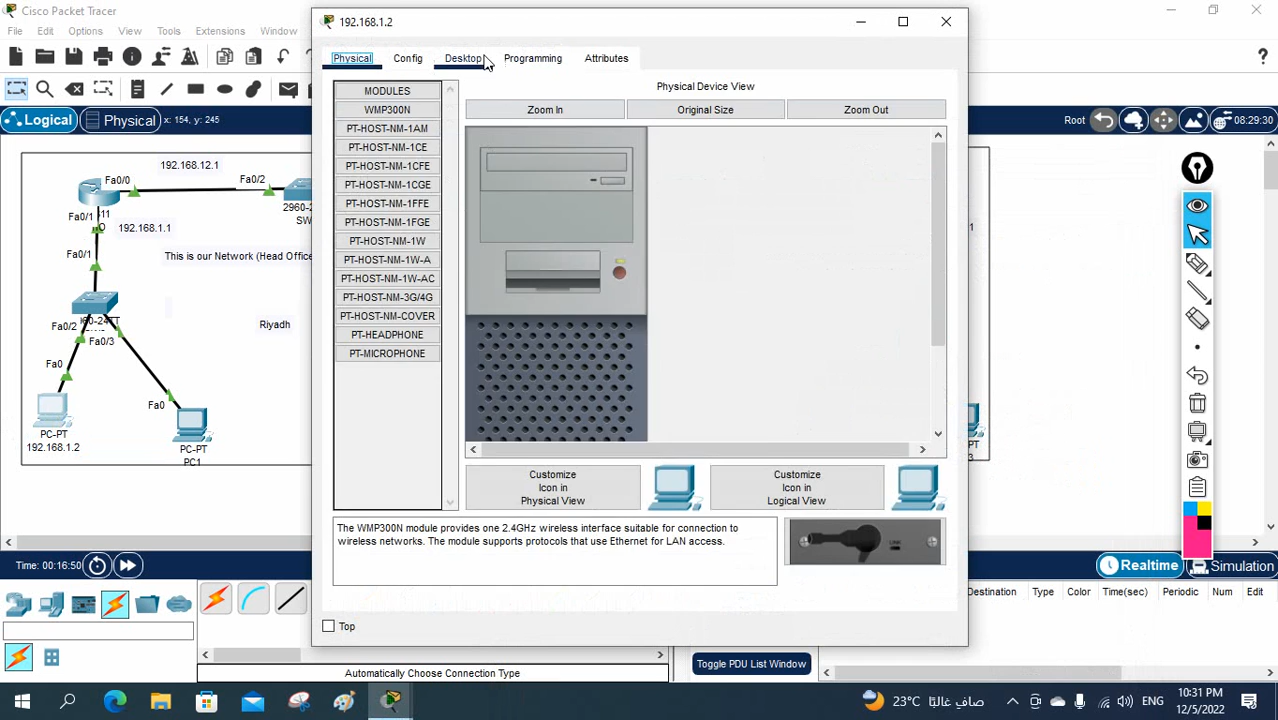 Cisco Packet Tracer
File Edit Options View Tools Extensions Window
Logical Physical x: 154, y: 245
Root 08:29:30
192.168.1.2
Physical Config Desktop Programming Attributes
MODULES
WMP300N
PT-HOST-NM-1AM
PT-HOST-NM-1CE
PT-HOST-NM-1CFE
PT-HOST-NM-1CGE
PT-HOST-NM-1FFE
PT-HOST-NM-1FGE
PT-HOST-NM-1W
PT-HOST-NM-1W-A
PT-HOST-NM-1W-AC
PT-HOST-NM-3G/4G
PT-HOST-NM-COVER
PT-HEADPHONE
PT-MICROPHONE
Physical Device View
Zoom In Original Size Zoom Out
Customize
Icon in
Physical View
Customize
Icon in
Logical View
The WMP300N module provides one 2.4GHz wireless interface suitable for connection to
wireless networks. The module supports protocols that use Ethernet for LAN access.
Top
192.168.12.1
Fa0/0
Fa0/2
2960-2
SW
Fa0/1
192.168.1.1
Fa0/1
This is our Network (Head Office
Riyadh
60-24TT
Fa0/2
Fa0/3
Fa0
Fa0
PC-PT
192.168.1.2
PC-PT
PC1
PT
3
Time: 00:16:50
Realtime Simulation
Automatically Choose Connection Type
Toggle PDU List Window
Destination Type Color Time(sec) Periodic Num Edit
23°C صافٍ غالبًا
ENG
10:31 PM
12/5/2022